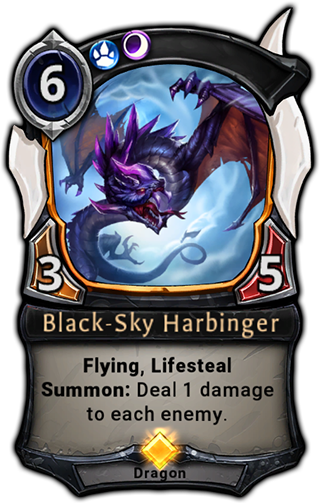 6
3
5
Black-Sky Harbinger
Flying, Lifesteal
Summon: Deal 1 damage
to each enemy.
Dragon